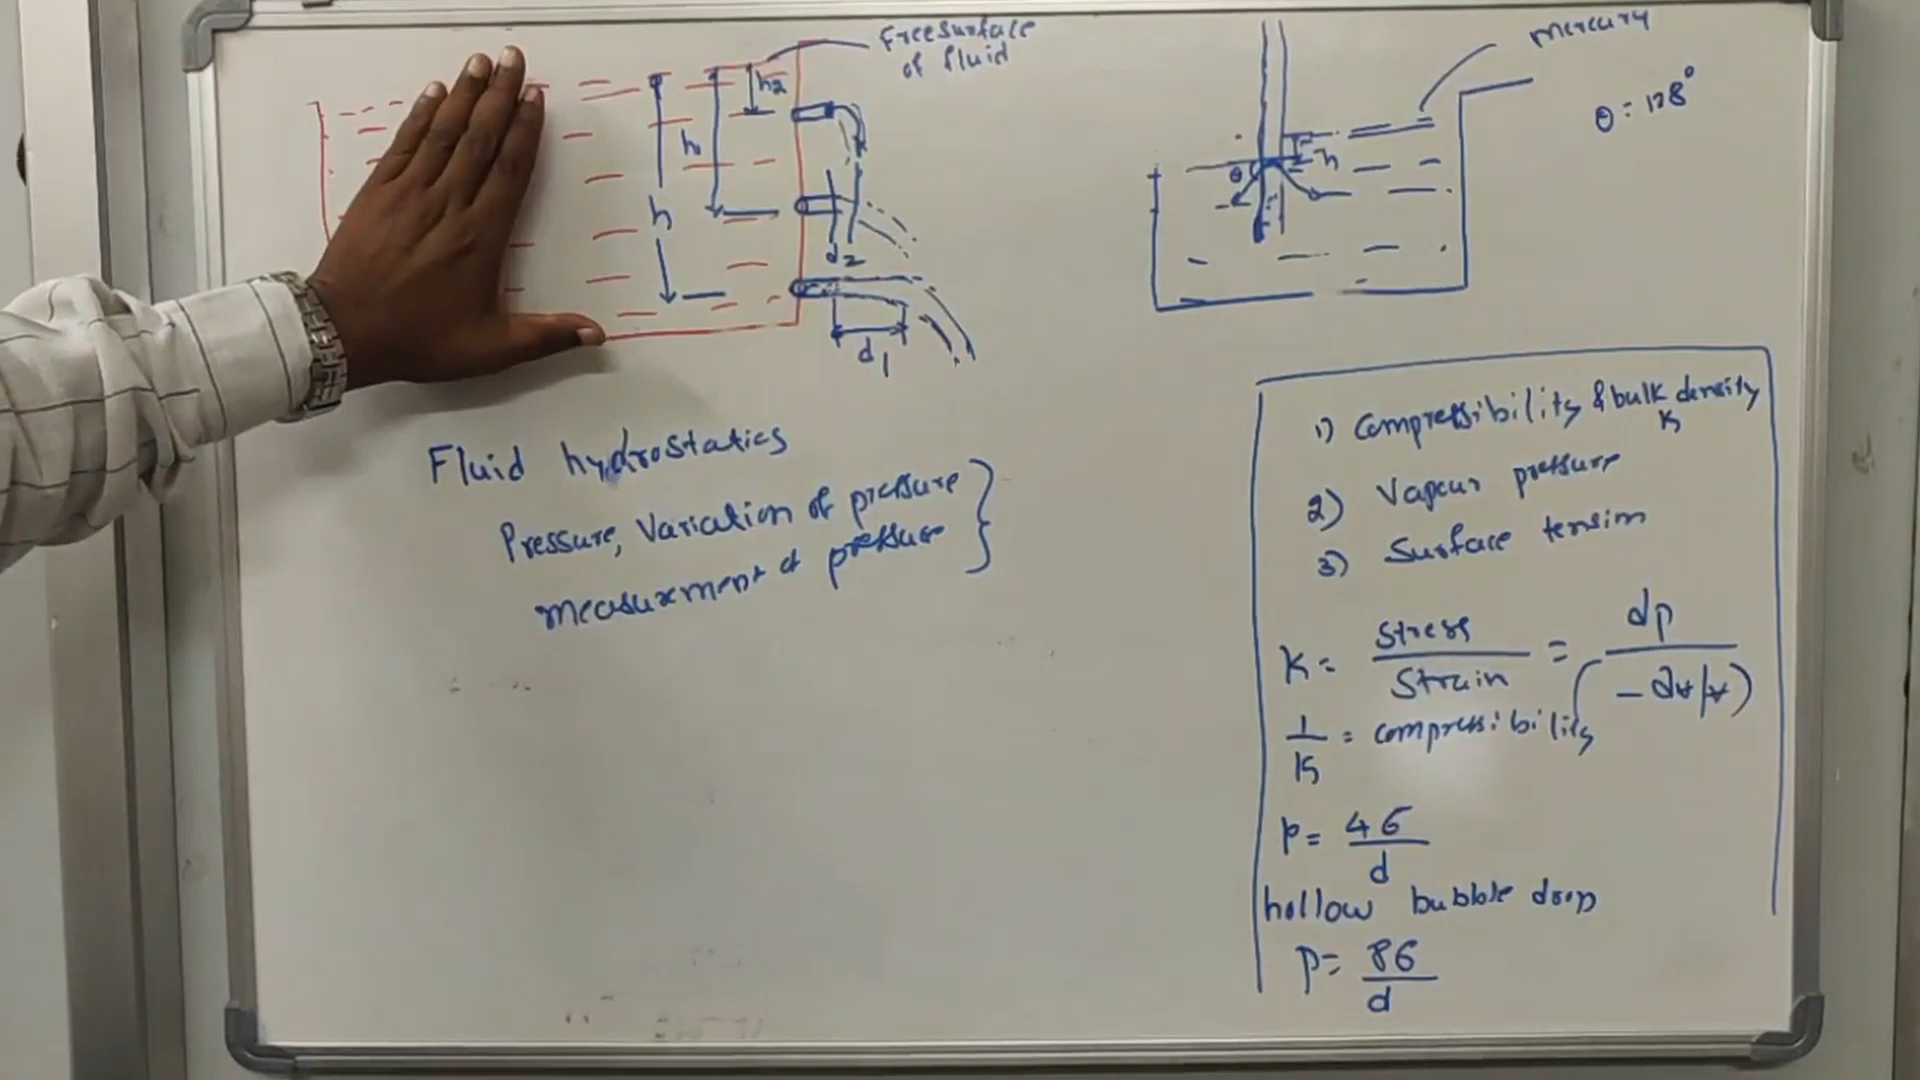 Free surface
of fluid
h2
h1
h
d2
d1
mercury
θ = 128°
h
θ
Fluid hydrostatics
Pressure, Variation of pressure
measurement of pressure
1) Compressibility & bulk density
K
2) Vapour pressure
3) Surface tension
K = Stress / Strain = dp / (-dv/v)
1/K = compressibility
p = 4σ / d
hollow bubble drop
p = 8σ / d